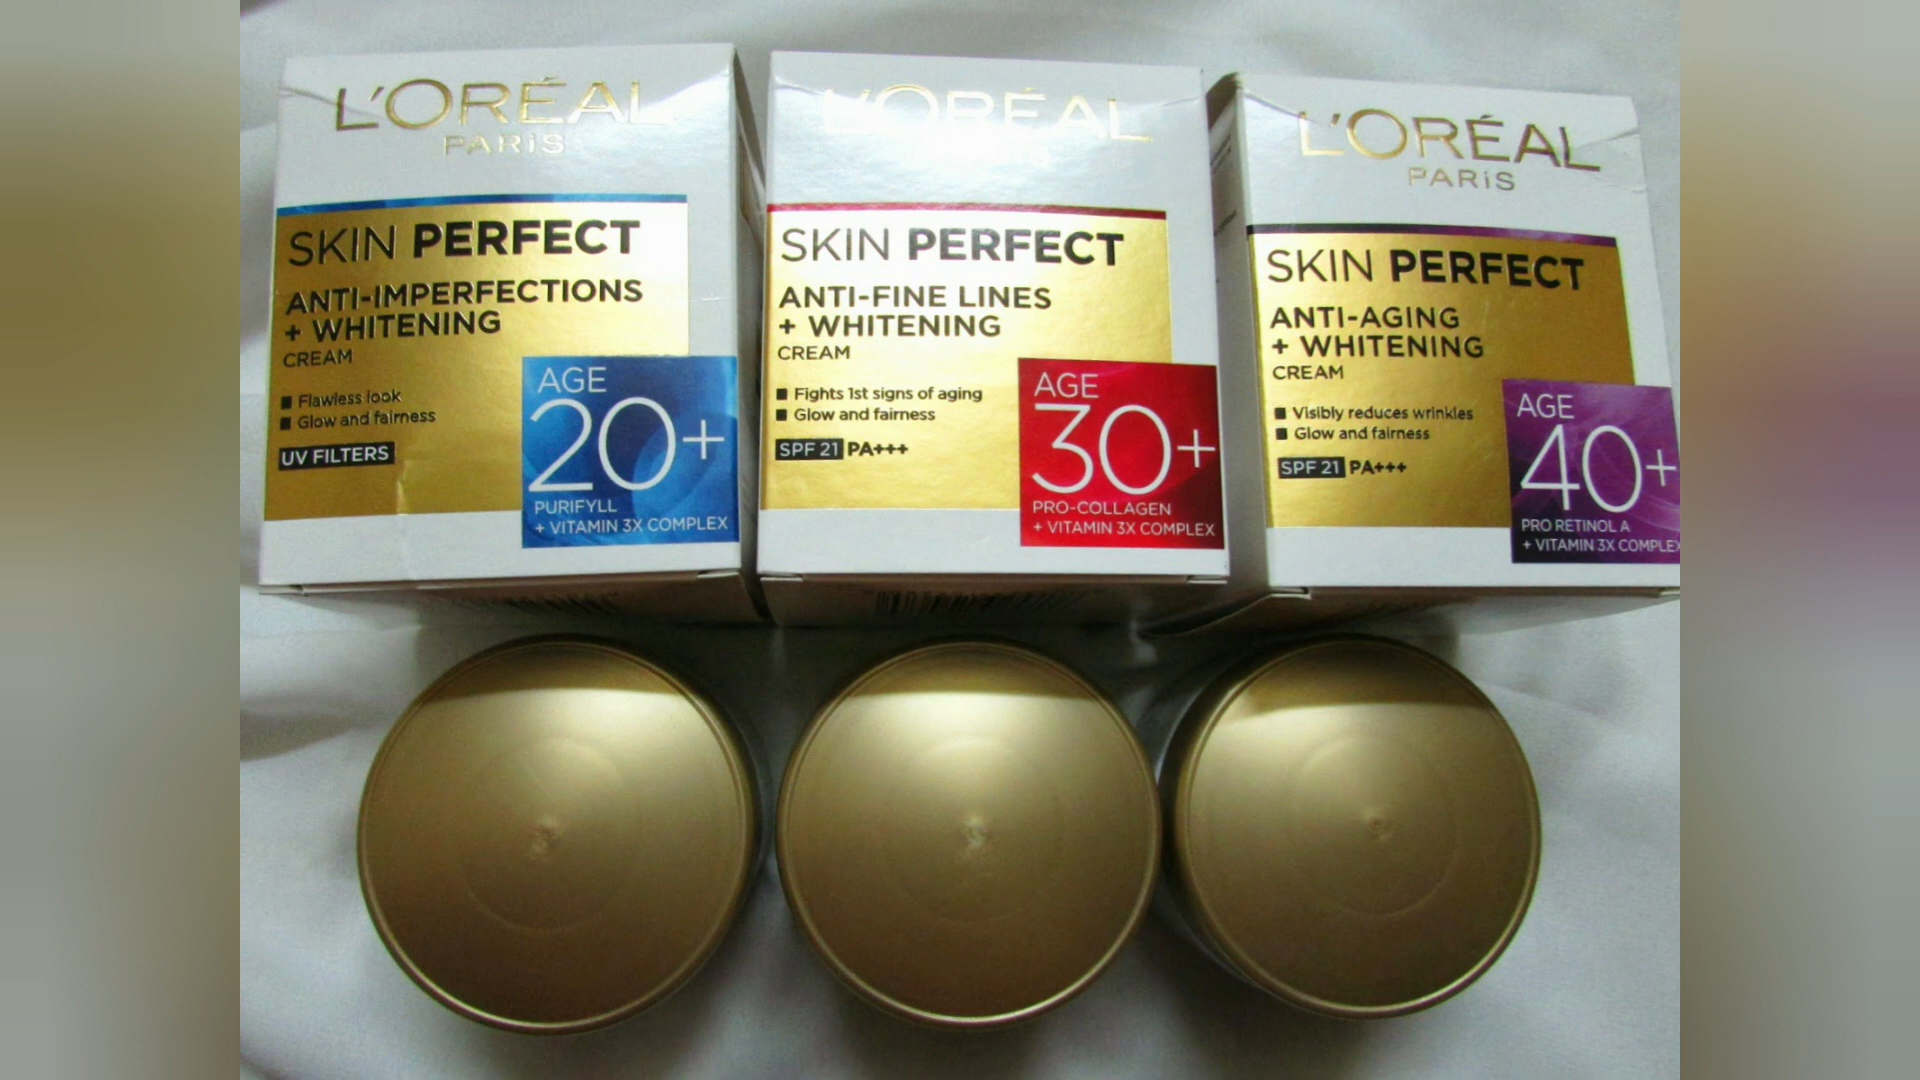 L'ORÉAL
PARiS
SKIN PERFECT
ANTI-IMPERFECTIONS
+ WHITENING
CREAM
■ Flawless look
■ Glow and fairness
UV FILTERS
AGE
20+
PURIFYLL
+ VITAMIN 3X COMPLEX
L'ORÉAL
SKIN PERFECT
ANTI-FINE LINES
+ WHITENING
CREAM
■ Fights 1st signs of aging
■ Glow and fairness
SPF 21 PA+++
AGE
30+
PRO-COLLAGEN
+ VITAMIN 3X COMPLEX
L'ORÉAL
PARiS
SKIN PERFECT
ANTI-AGING
+ WHITENING
CREAM
■ Visibly reduces wrinkles
■ Glow and fairness
SPF 21 PA+++
AGE
40+
PRO RETINOL A
+ VITAMIN 3X COMPLEX